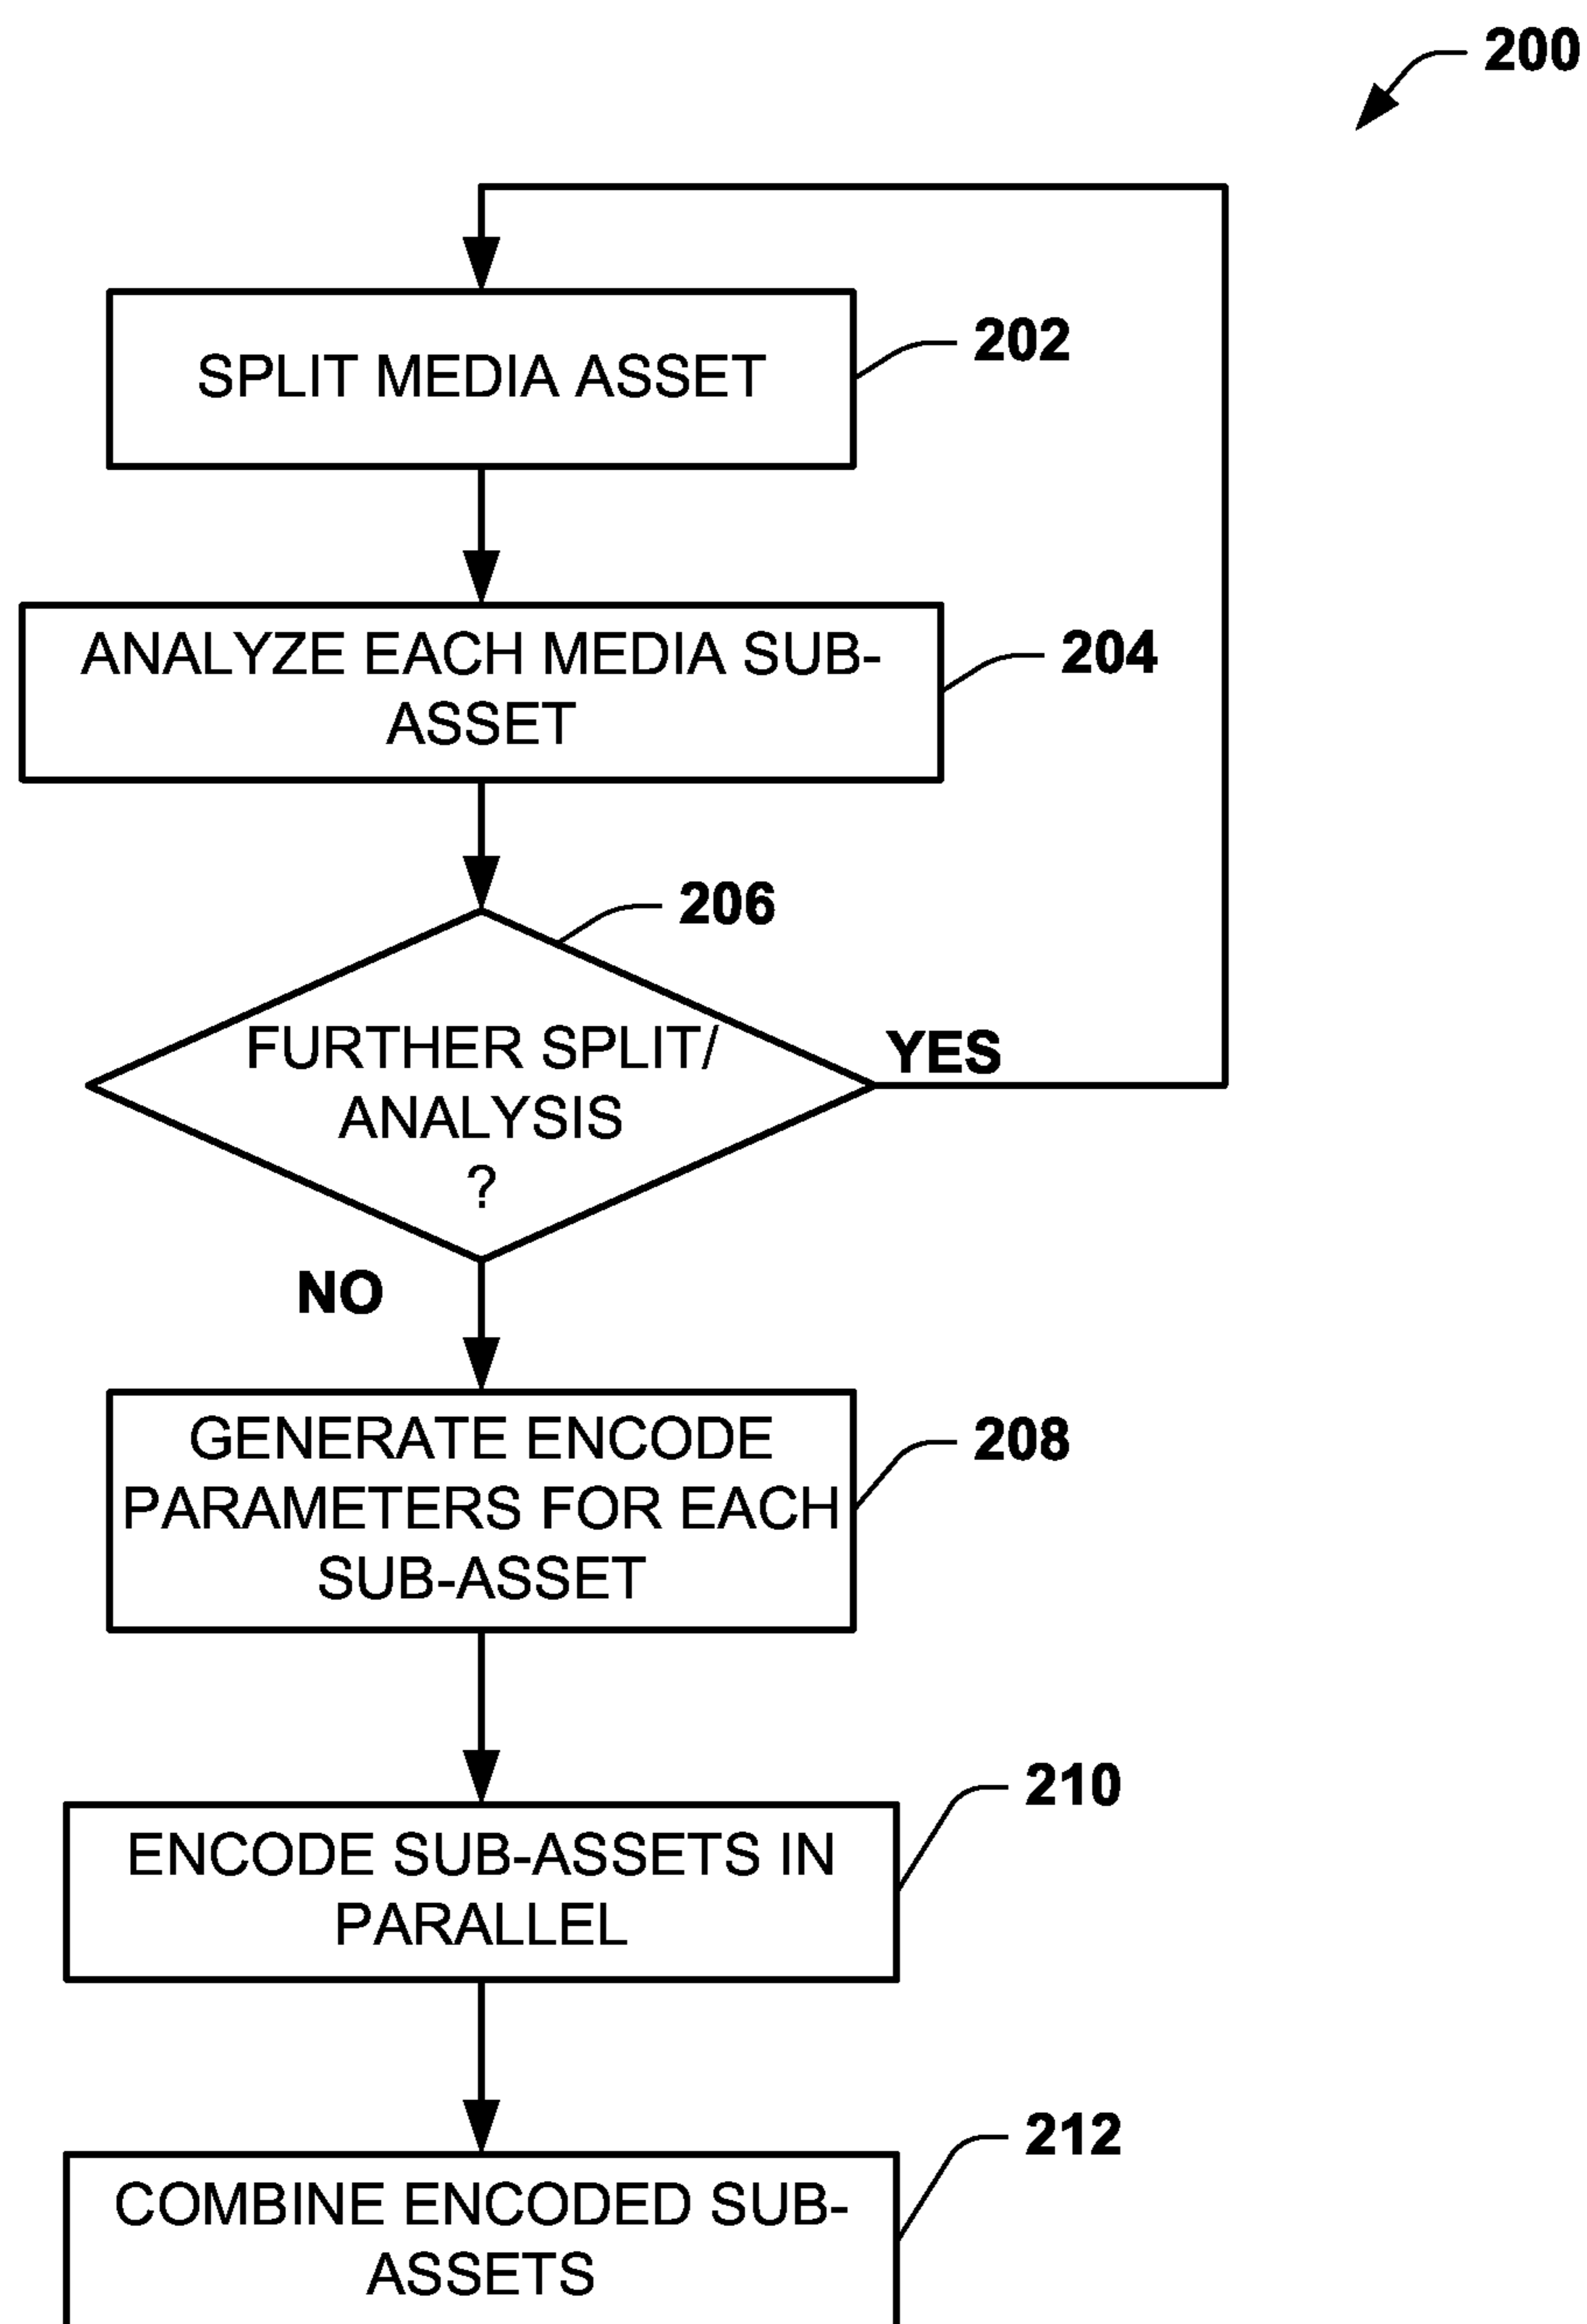 200
SPLIT MEDIA ASSET
202
ANALYZE EACH MEDIA SUB-
ASSET
204
206
FURTHER SPLIT/
ANALYSIS
?
YES
NO
GENERATE ENCODE
PARAMETERS FOR EACH
SUB-ASSET
208
ENCODE SUB-ASSETS IN
PARALLEL
210
COMBINE ENCODED SUB-
ASSETS
212